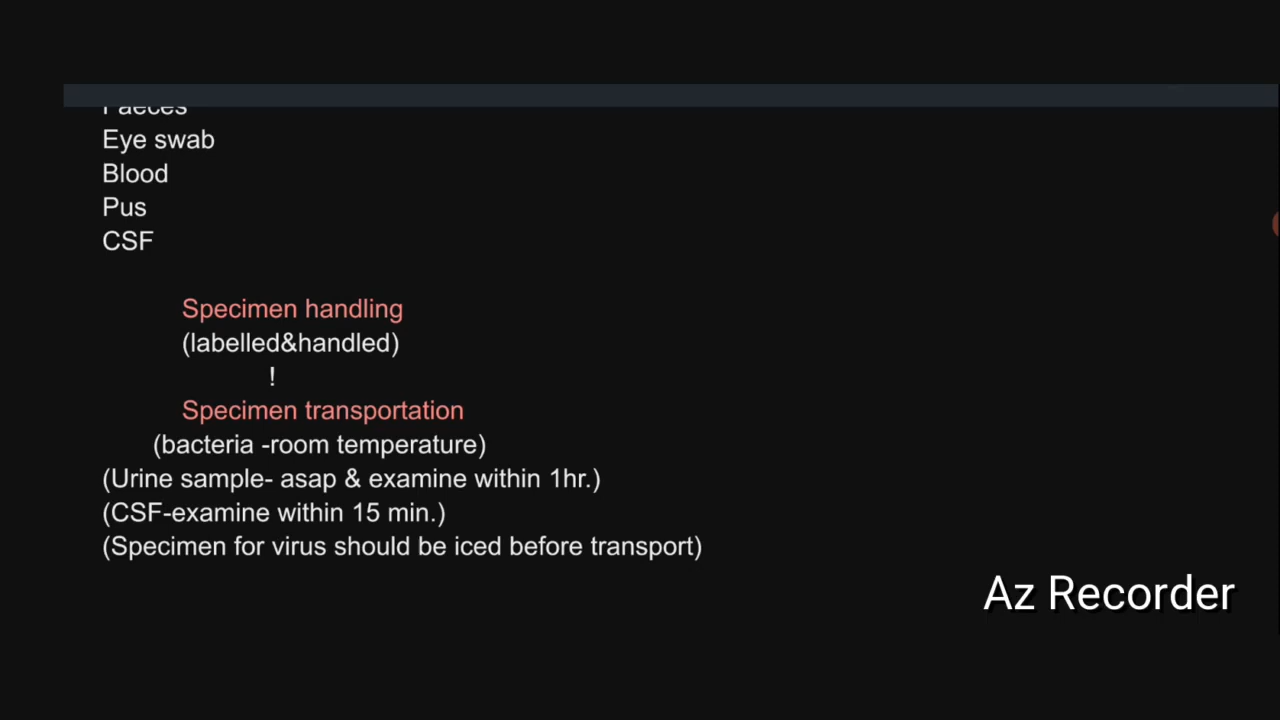 Faeces
Eye swab
Blood
Pus
CSF
Specimen handling
(labelled&handled)
!
Specimen transportation
(bacteria -room temperature)
(Urine sample- asap & examine within 1hr.)
(CSF-examine within 15 min.)
(Specimen for virus should be iced before transport)
Az Recorder